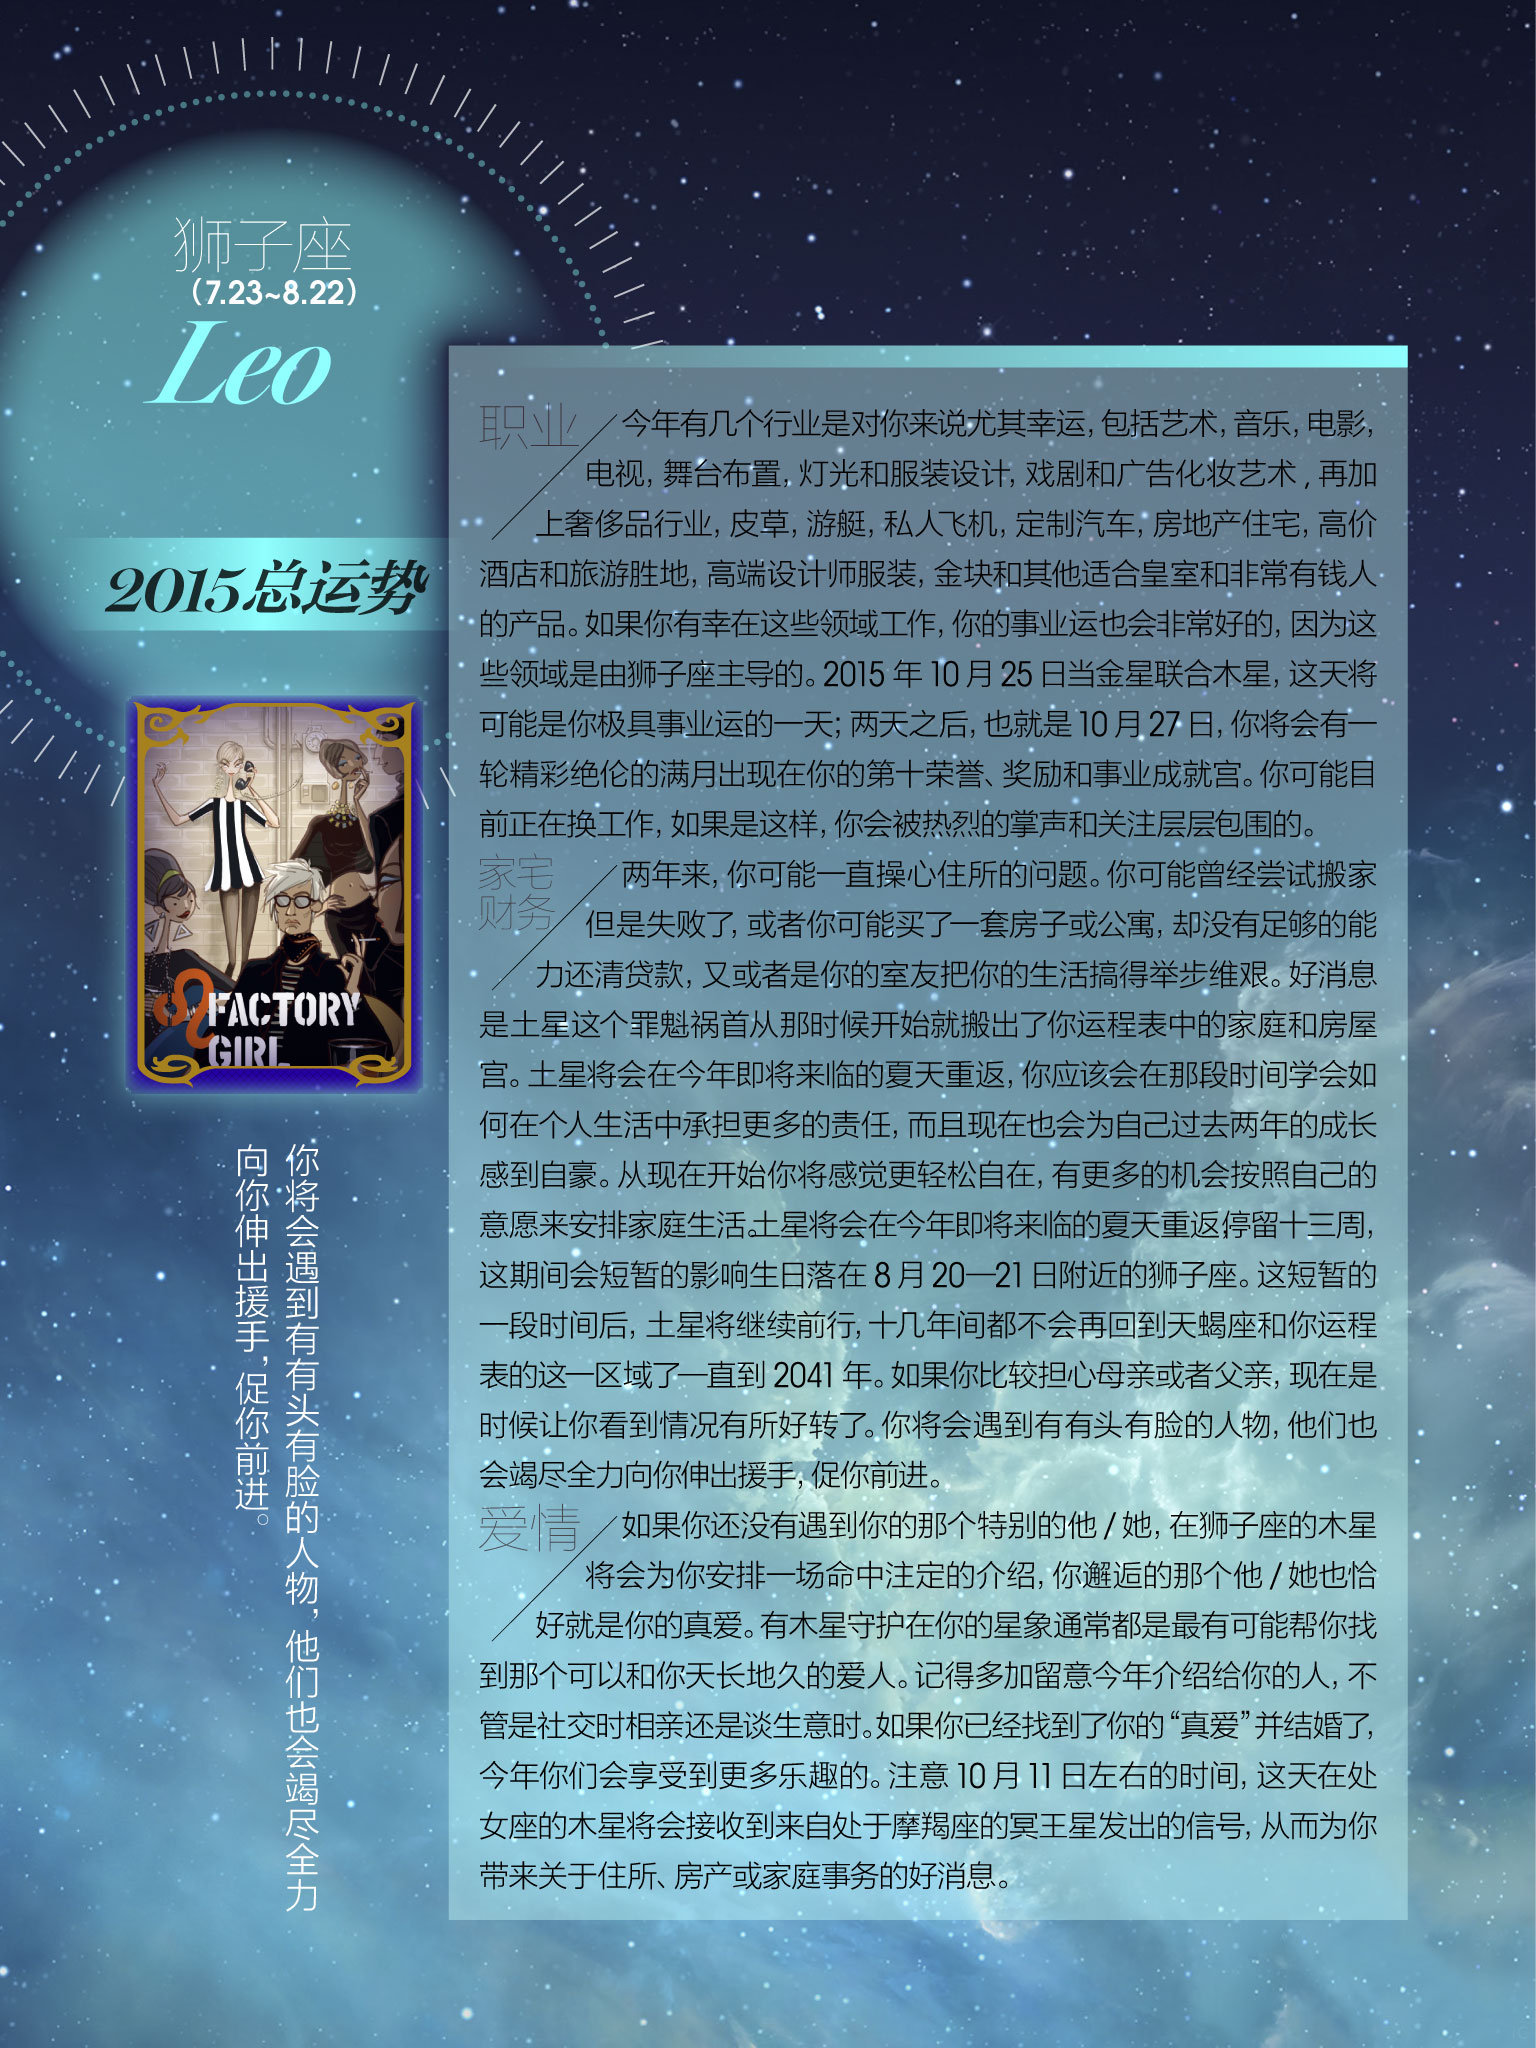 狮子座
（7.23~8.22）
Leo
2015总运势
FACTORY
GIRL
你将会遇到有有头有脸的人物，他们也会竭尽全力
向你伸出援手，促你前进。
职业
今年有几个行业是对你来说尤其幸运，包括艺术，音乐，电影，
电视，舞台布置，灯光和服装设计，戏剧和广告化妆艺术，再加
上奢侈品行业，皮草，游艇，私人飞机，定制汽车，房地产住宅，高价
酒店和旅游胜地，高端设计师服装，金块和其他适合皇室和非常有钱人
的产品。如果你有幸在这些领域工作，你的事业运也会非常好的，因为这
些领域是由狮子座主导的。2015 年 10 月 25 日当金星联合木星，这天将
可能是你极具事业运的一天；两天之后，也就是 10 月 27 日，你将会有一
轮精彩绝伦的满月出现在你的第十荣誉、奖励和事业成就宫。你可能目
前正在换工作，如果是这样，你会被热烈的掌声和关注层层包围的。
家宅
财务
两年来，你可能一直操心住所的问题。你可能曾经尝试搬家
但是失败了，或者你可能买了一套房子或公寓，却没有足够的能
力还清贷款，又或者是你的室友把你的生活搞得举步维艰。好消息
是土星这个罪魁祸首从那时候开始就搬出了你运程表中的家庭和房屋
宫。土星将会在今年即将来临的夏天重返，你应该会在那段时间学会如
何在个人生活中承担更多的责任，而且现在也会为自己过去两年的成长
感到自豪。从现在开始你将感觉更轻松自在，有更多的机会按照自己的
意愿来安排家庭生活。土星将会在今年即将来临的夏天重返，停留十三周，
这期间会短暂的影响生日落在 8 月 20—21 日附近的狮子座。这短暂的
一段时间后，土星将继续前行，十几年间都不会再回到天蝎座和你运程
表的这一区域了一直到 2041 年。如果你比较担心母亲或者父亲，现在是
时候让你看到情况有所好转了。你将会遇到有有头有脸的人物，他们也
会竭尽全力向你伸出援手，促你前进。
爱情
如果你还没有遇到你的那个特别的他 / 她，在狮子座的木星
将会为你安排一场命中注定的介绍，你邂逅的那个他 / 她也恰
好就是你的真爱。有木星守护在你的星象通常都是最有可能帮你找
到那个可以和你天长地久的爱人。记得多加留意今年介绍给你的人，不
管是社交时相亲还是谈生意时。如果你已经找到了你的“真爱”并结婚了，
今年你们会享受到更多乐趣的。注意 10 月 11 日左右的时间，这天在处
女座的木星将会接收到来自处于摩羯座的冥王星发出的信号，从而为你
带来关于住所、房产或家庭事务的好消息。